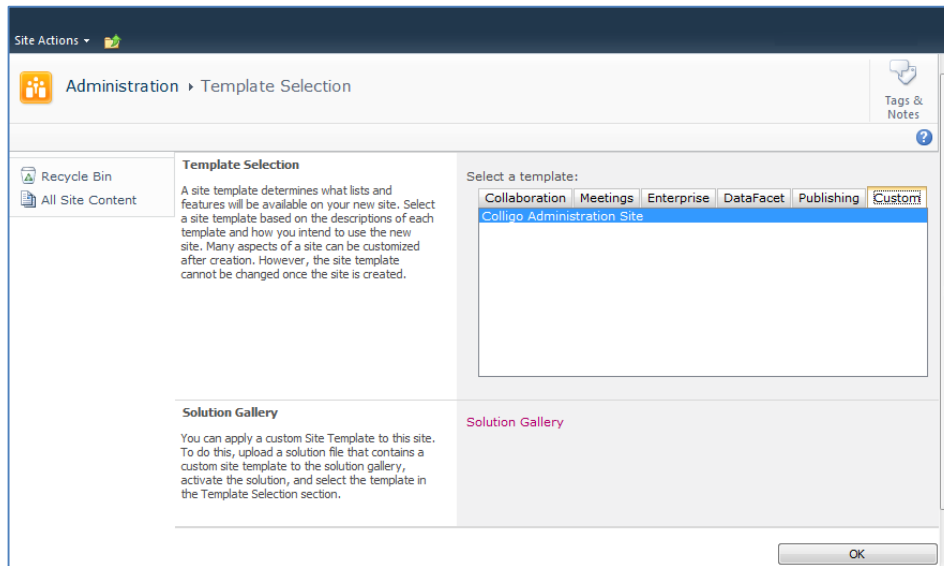 Site Actions
Administration ▸ Template Selection
Tags &
Notes
Recycle Bin
All Site Content
Template Selection
A site template determines what lists and
features will be available on your new site. Select
a site template based on the descriptions of each
template and how you intend to use the new
site. Many aspects of a site can be customized
after creation. However, the site template
cannot be changed once the site is created.
Select a template:
Collaboration Meetings Enterprise DataFacet Publishing Custom
Colligo Administration Site
Solution Gallery
You can apply a custom Site Template to this site.
To do this, upload a solution file that contains a
custom site template to the solution gallery,
activate the solution, and select the template in
the Template Selection section.
Solution Gallery
OK